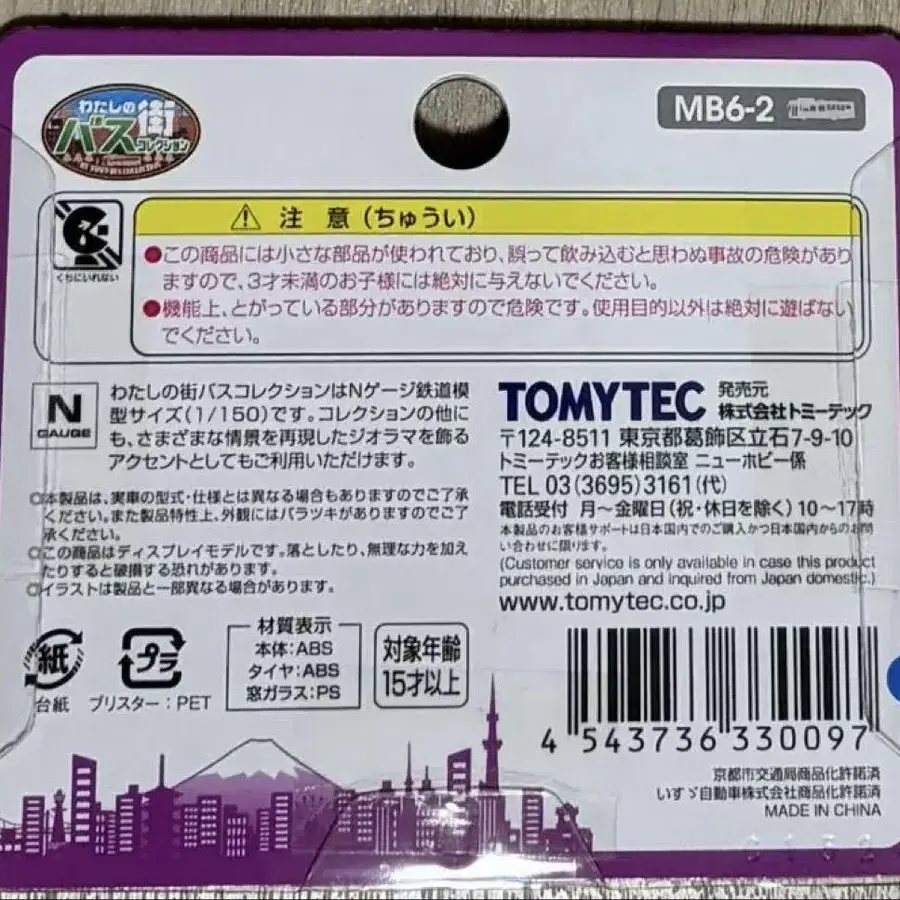 わたしの
バス街
コレクション
MB6-2
⚠ 注 意 (ちゅうい)
くちにいれない
●この商品には小さな部品が使われており、誤って飲み込むと思わぬ事故の危険があり
ますので、3才未満のお子様には絶対に与えないでください。
●機能上、とがっている部分がありますので危険です。使用目的以外は絶対に遊ばない
でください。
N
GAUGE
わたしの街バスコレクションはNゲージ鉄道模
型サイズ(1/150)です。コレクションの他に
も、さまざまな情景を再現したジオラマを飾る
アクセントとしてもご利用いただけます。
○本製品は、実車の型式・仕様とは異なる場合もありますのでご了承
ください。また製品特性上、外観にはバラツキがありますのでご了
承ください。
○この商品はディスプレイモデルです。落としたり、無理な力を加え
たりすると破損する恐れがあります。
○イラストは製品と一部異なる場合があります。
TOMYTEC
発売元
株式会社トミーテック
〒124-8511 東京都葛飾区立石7-9-10
トミーテックお客様相談室 ニューホビー係
TEL 03(3695)3161(代)
電話受付 月～金曜日(祝・休日を除く)10～17時
本製品のお客様サポートは日本国内でのご購入かつ日本国内からのお問
い合わせに限ります。
(Customer service is only available in case this product
purchased in Japan and inquired from Japan domestic.)
www.tomytec.co.jp
紙
台紙
プラ
ブリスター：PET
材質表示
本体：ABS
タイヤ：ABS
窓ガラス：PS
対象年齢
15才以上
4 543736 330097
京都市交通局商品化許諾済
いすゞ自動車株式会社商品化許諾済
MADE IN CHINA